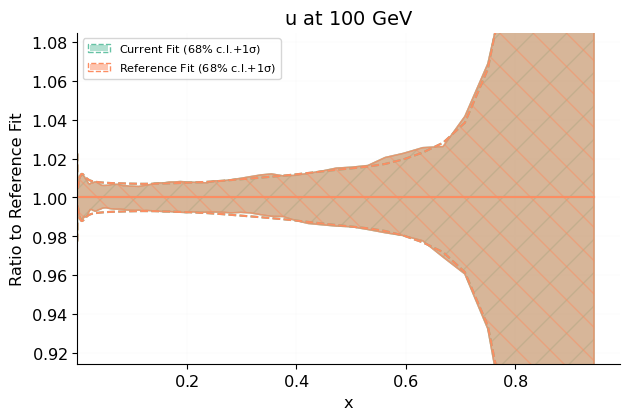 u at 100 GeV
Current Fit (68% c.l.+1σ)
Reference Fit (68% c.l.+1σ)
Ratio to Reference Fit
1.08
1.06
1.04
1.02
1.00
0.98
0.96
0.94
0.92
0.2 0.4 0.6 0.8
x